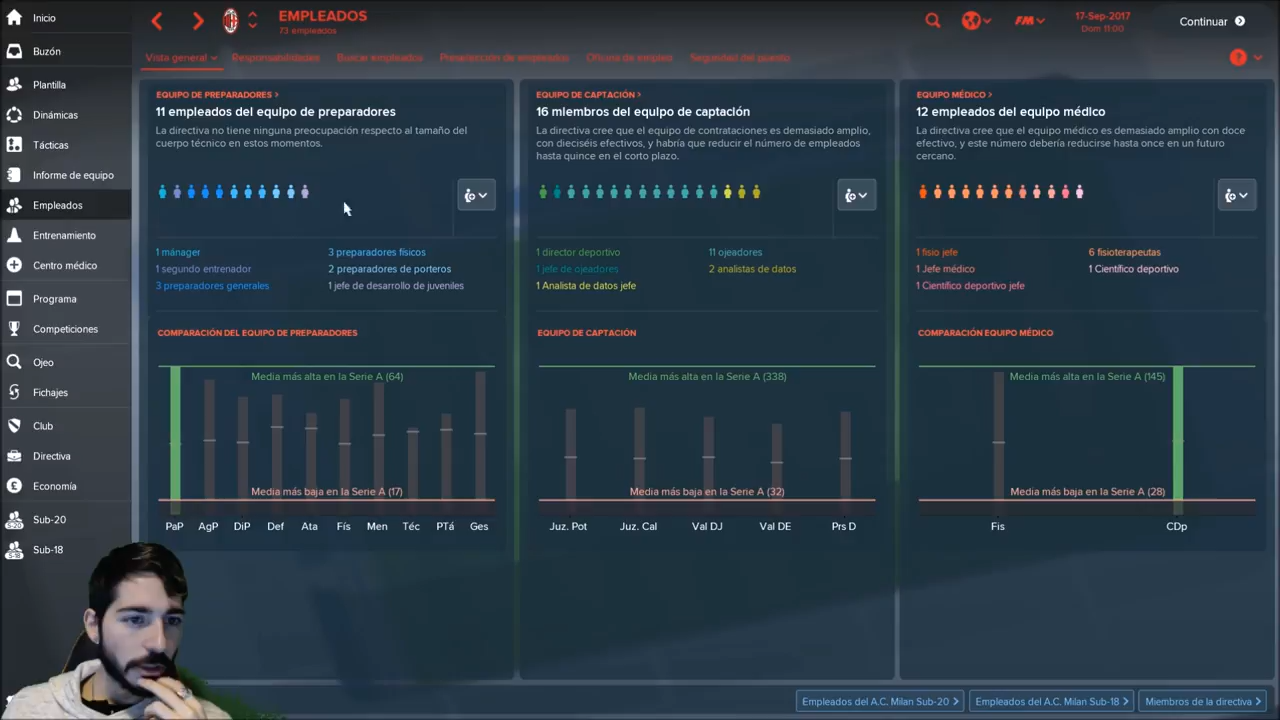 Inicio
Buzón
Plantilla
Dinámicas
Tácticas
Informe de equipo
Empleados
Entrenamiento
Centro médico
Programa
Competiciones
Ojeo
Fichajes
Club
Directiva
Economía
Sub-20
Sub-18
EMPLEADOS
73 empleados
FM
17-Sep-2017
Dom 11:00
Continuar
Vista general
Responsabilidades
Buscar empleados
Preselección de empleados
Oficina de empleo
Seguridad del puesto
EQUIPO DE PREPARADORES >
11 empleados del equipo de preparadores
La directiva no tiene ninguna preocupación respecto al tamaño del
cuerpo técnico en estos momentos.
1 mánager
3 preparadores físicos
1 segundo entrenador
2 preparadores de porteros
3 preparadores generales
1 jefe de desarrollo de juveniles
COMPARACIÓN DEL EQUIPO DE PREPARADORES
Media más alta en la Serie A (64)
Media más baja en la Serie A (17)
PaP AgP DiP Def Ata Fís Men Téc PTá Ges
EQUIPO DE CAPTACIÓN >
16 miembros del equipo de captación
La directiva cree que el equipo de contrataciones es demasiado amplio,
con dieciséis efectivos, y habría que reducir el número de empleados
hasta quince en el corto plazo.
1 director deportivo
11 ojeadores
1 jefe de ojeadores
2 analistas de datos
1 Analista de datos jefe
EQUIPO DE CAPTACIÓN
Media más alta en la Serie A (338)
Media más baja en la Serie A (32)
Juz. Pot Juz. Cal Val DJ Val DE Prs D
EQUIPO MÉDICO >
12 empleados del equipo médico
La directiva cree que el equipo médico es demasiado amplio con doce
efectivo, y este número debería reducirse hasta once en un futuro
cercano.
1 fisio jefe
6 fisioterapeutas
1 Jefe médico
1 Científico deportivo
1 Científico deportivo jefe
COMPARACIÓN EQUIPO MÉDICO
Media más alta en la Serie A (145)
Media más baja en la Serie A (28)
Fis CDp
Empleados del A.C. Milan Sub-20 >
Empleados del A.C. Milan Sub-18 >
Miembros de la directiva >